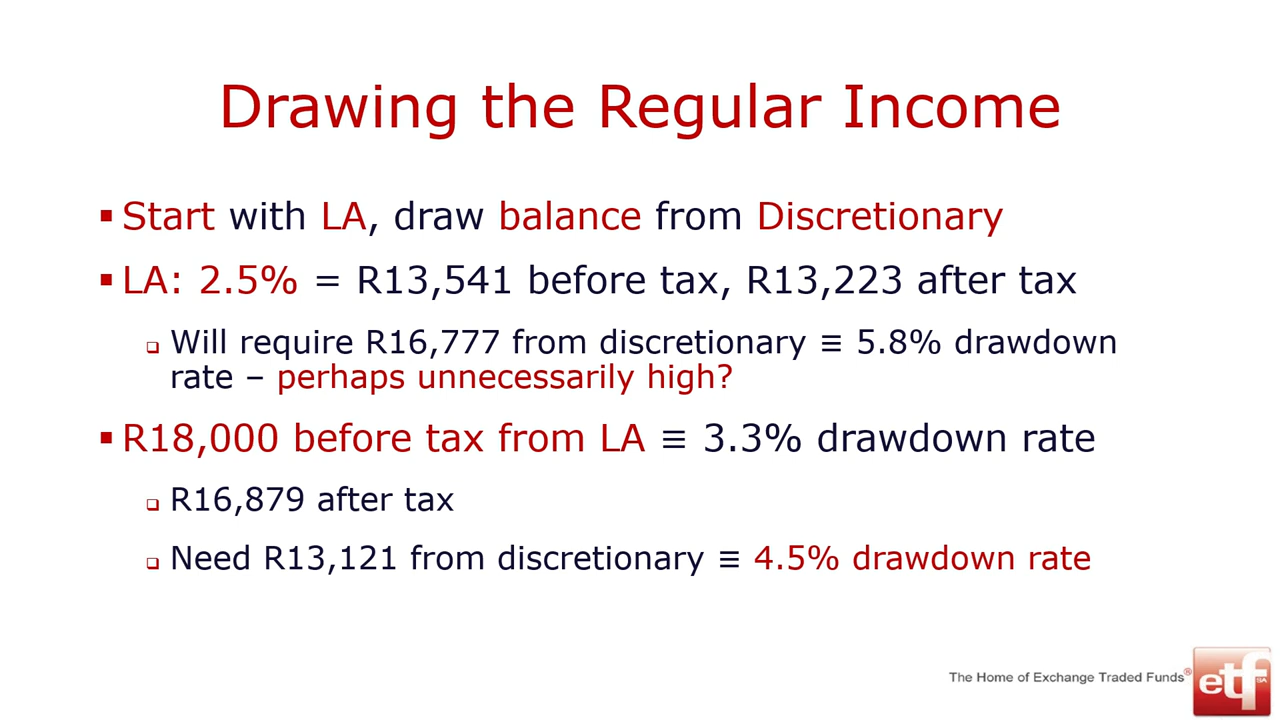 Drawing the Regular Income
▪ Start with LA, draw balance from Discretionary
▪ LA: 2.5% = R13,541 before tax, R13,223 after tax
❑ Will require R16,777 from discretionary ≡ 5.8% drawdown
rate – perhaps unnecessarily high?
▪ R18,000 before tax from LA ≡ 3.3% drawdown rate
❑ R16,879 after tax
❑ Need R13,121 from discretionary ≡ 4.5% drawdown rate
The Home of Exchange Traded Funds®
etfSA